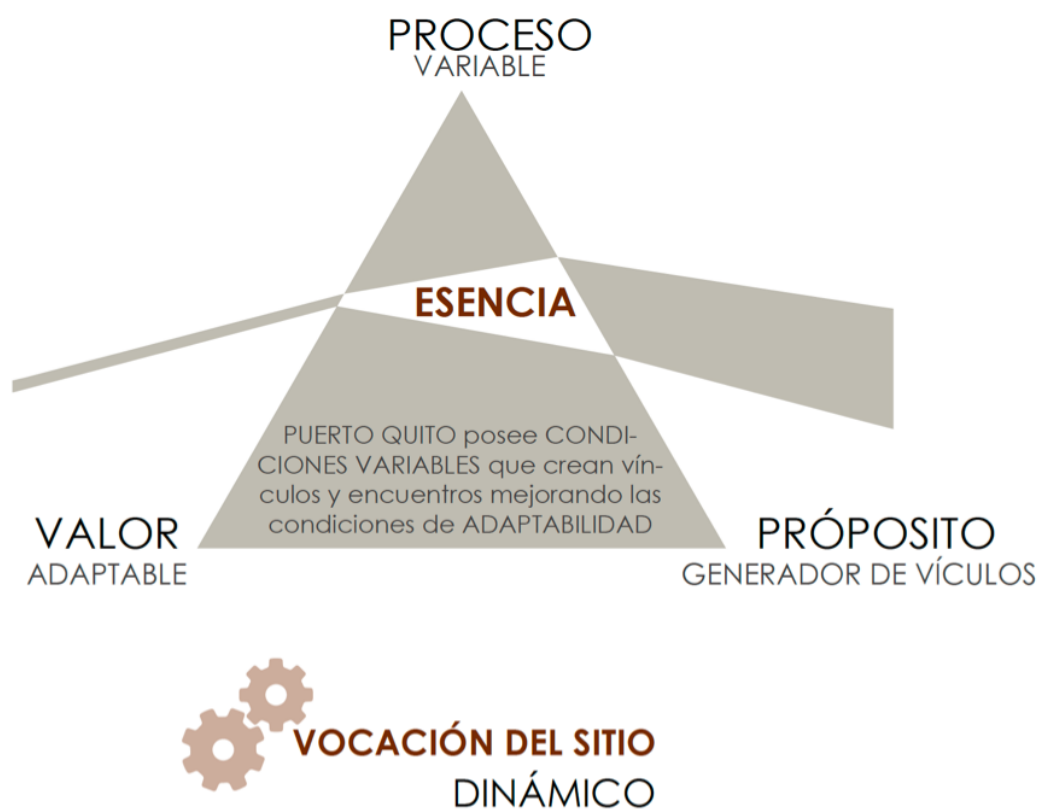 PROCESO
VARIABLE
ESENCIA
PUERTO QUITO posee CONDI-
CIONES VARIABLES que crean vín-
culos y encuentros mejorando las
condiciones de ADAPTABILIDAD
VALOR
ADAPTABLE
PRÓPOSITO
GENERADOR DE VÍCULOS
VOCACIÓN DEL SITIO
DINÁMICO